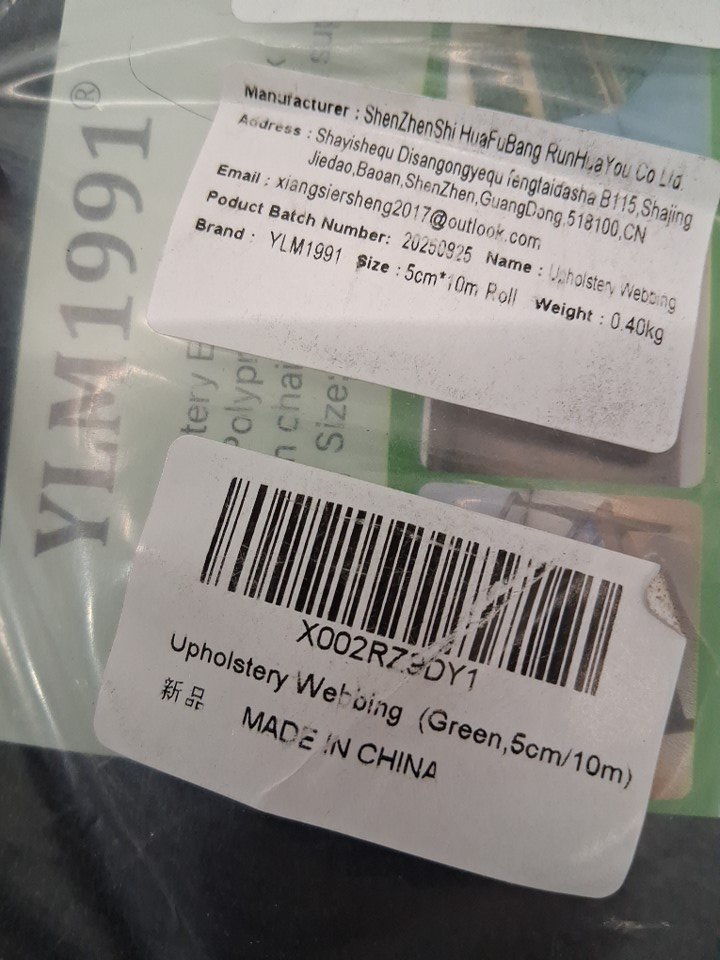 YLM1991®
Manufacturer : ShenZhenShi HuaFuBang RunHuaYou Co Ltd.
Address : Shayishequ Disangongyequ fengtaidasha B115,Shajing
Jiedao,Baoan,ShenZhen,GuangDong,518100,CN
Email : xiangsiersheng2017@outlook.com
Poduct Batch Number: 20250925 Name : Upholstery Webbing
Brand : YLM1991 Size : 5cm*10m Roll Weight : 0.40kg
tery
Size:
X002RZ9DY1
Upholstery Webbing (Green,5cm/10m)
新品
MADE IN CHINA